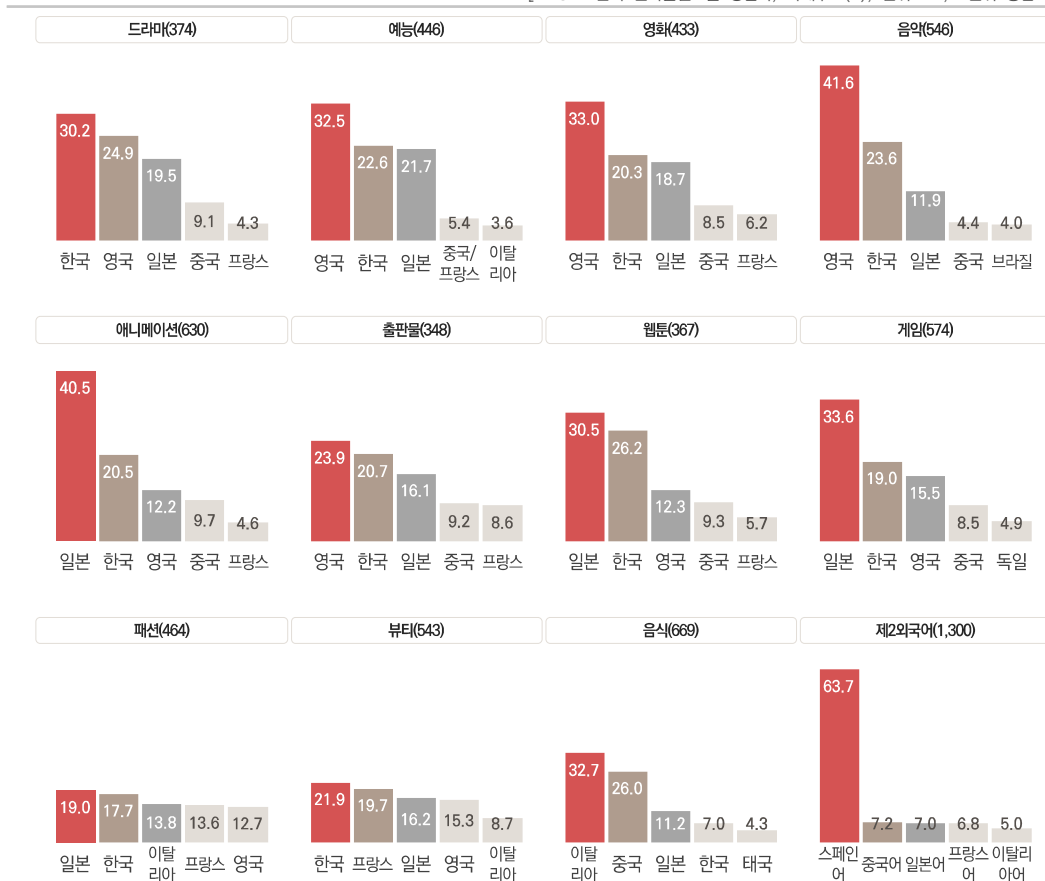 드라마(374) 예능(446) 영화(433) 음악(546)
30.2 24.9 19.5 9.1 4.3
한국 영국 일본 중국 프랑스
32.5 22.6 21.7 5.4 3.6
영국 한국 일본 중국/프랑스 이탈리아
33.0 20.3 18.7 8.5 6.2
영국 한국 일본 중국 프랑스
41.6 23.6 11.9 4.4 4.0
영국 한국 일본 중국 브라질
애니메이션(630) 출판물(348) 웹툰(367) 게임(574)
40.5 20.5 12.2 9.7 4.6
일본 한국 영국 중국 프랑스
23.9 20.7 16.1 9.2 8.6
영국 한국 일본 중국 프랑스
30.5 26.2 12.3 9.3 5.7
일본 한국 영국 중국 프랑스
33.6 19.0 15.5 8.5 4.9
일본 한국 영국 중국 독일
패션(464) 뷰티(543) 음식(669) 제2외국어(1,300)
19.0 17.7 13.8 13.6 12.7
일본 한국 이탈리아 프랑스 영국
21.9 19.7 16.2 15.3 8.7
한국 프랑스 일본 영국 이탈리아
32.7 26.0 11.2 7.0 4.3
이탈리아 중국 일본 한국 태국
63.7 7.2 7.0 6.8 5.0
스페인어 중국어 일본어 프랑스어 이탈리아어